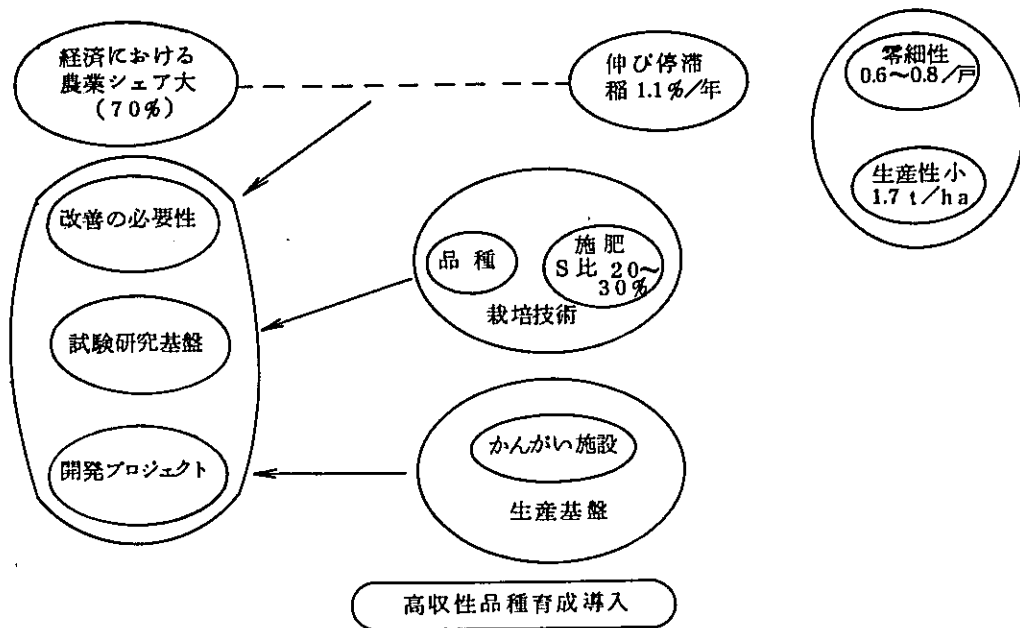 経済における
農業シェア大
(70%)
伸び停滞
稲1.1%/年
零細性
0.6~0.8/戸
生産性小
1.7 t/ha
改善の必要性
品種
施肥
S比 20~
30%
栽培技術
試験研究基盤
かんがい施設
開発プロジェクト
生産基盤
高収性品種育成導入